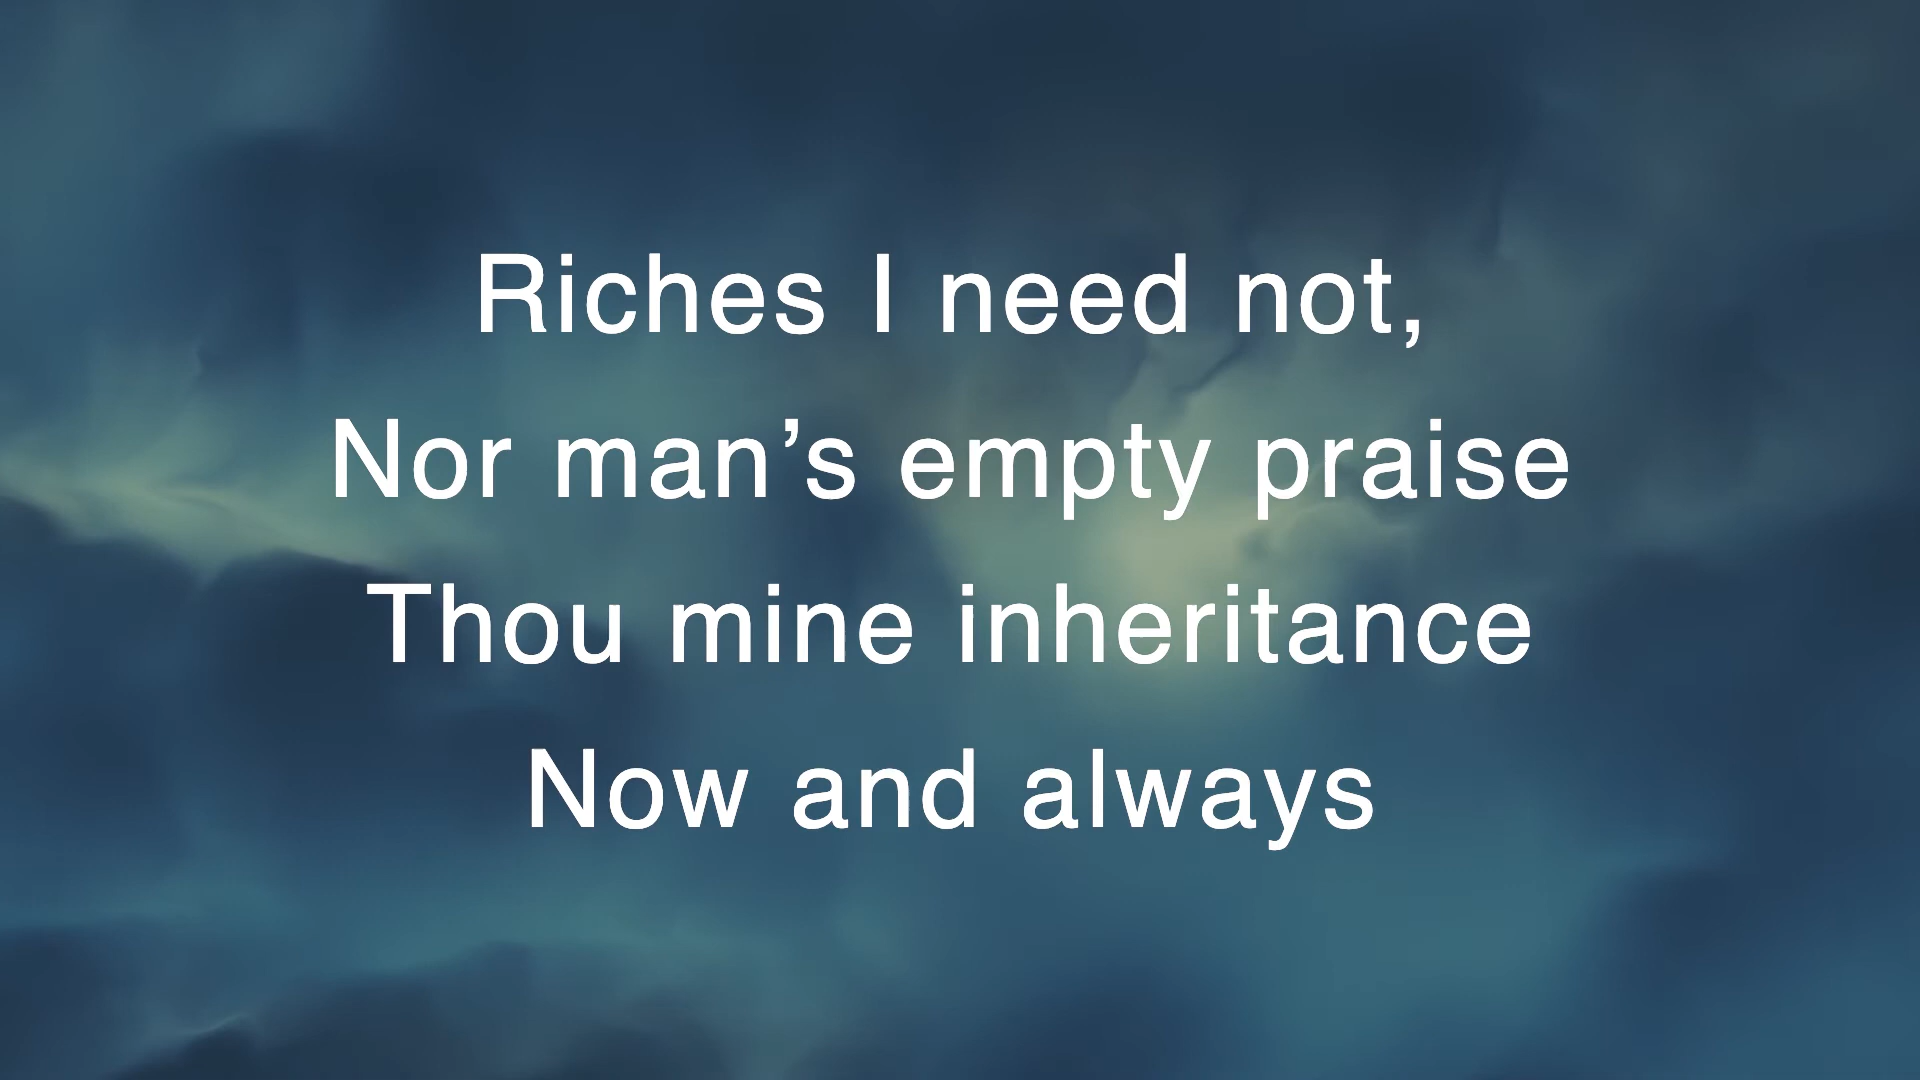 Riches I need not,
Nor man’s empty praise
Thou mine inheritance
Now and always